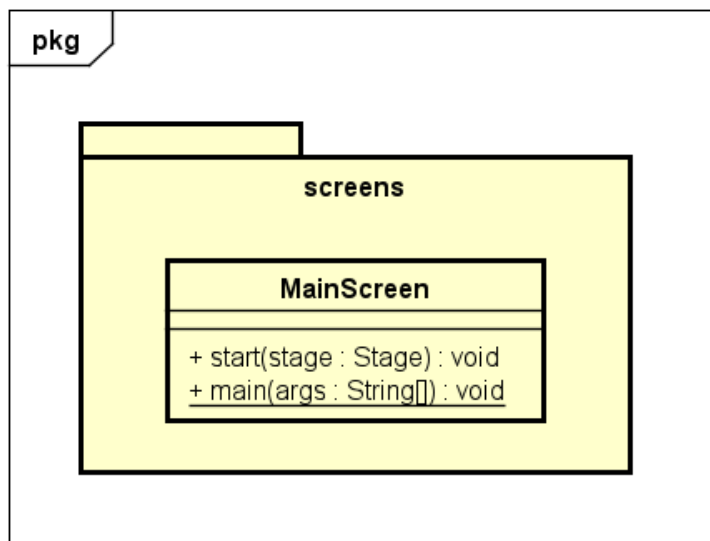 pkg
screens
MainScreen
+ start(stage : Stage) : void
+ main(args : String[]) : void